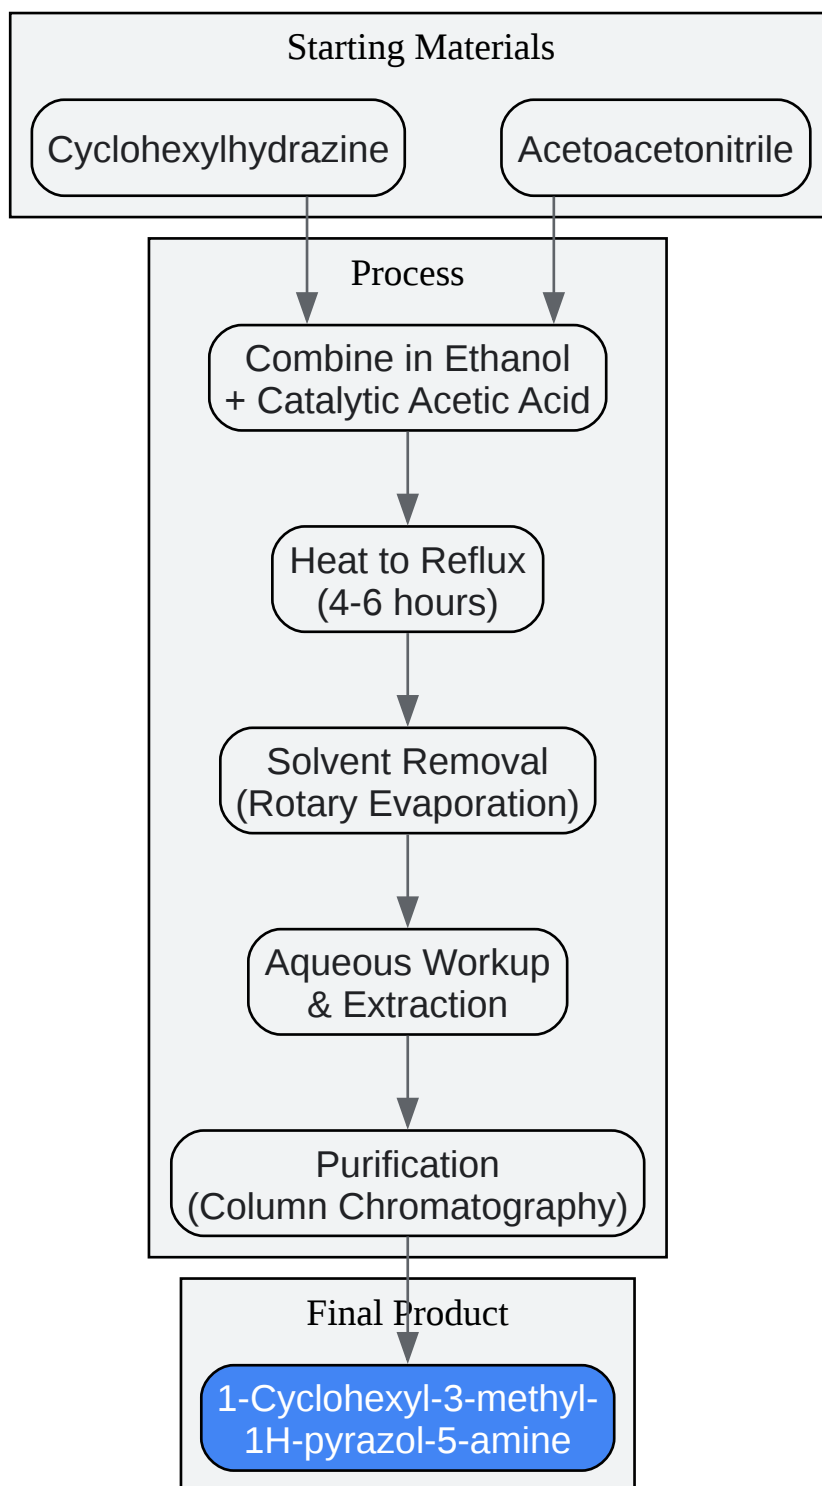 Starting Materials
Cyclohexylhydrazine
Acetoacetonitrile
Process
Combine in Ethanol
+ Catalytic Acetic Acid
Heat to Reflux
(4-6 hours)
Solvent Removal
(Rotary Evaporation)
Aqueous Workup
& Extraction
Purification
(Column Chromatography)
Final Product
1-Cyclohexyl-3-methyl-
1H-pyrazol-5-amine